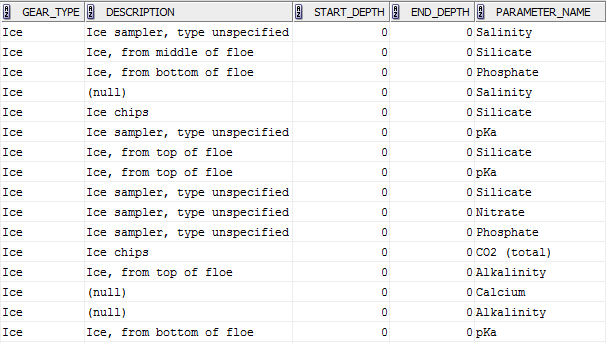 GEAR_TYPE DESCRIPTION START_DEPTH END_DEPTH PARAMETER_NAME
Ice Ice sampler, type unspecified 0 0 Salinity
Ice Ice, from middle of floe 0 0 Silicate
Ice Ice, from bottom of floe 0 0 Phosphate
Ice (null) 0 0 Salinity
Ice Ice chips 0 0 Silicate
Ice Ice sampler, type unspecified 0 0 pKa
Ice Ice, from top of floe 0 0 Silicate
Ice Ice, from top of floe 0 0 pKa
Ice Ice sampler, type unspecified 0 0 Silicate
Ice Ice sampler, type unspecified 0 0 Nitrate
Ice Ice sampler, type unspecified 0 0 Phosphate
Ice Ice chips 0 0 CO2 (total)
Ice Ice, from top of floe 0 0 Alkalinity
Ice (null) 0 0 Calcium
Ice (null) 0 0 Alkalinity
Ice Ice, from bottom of floe 0 0 pKa